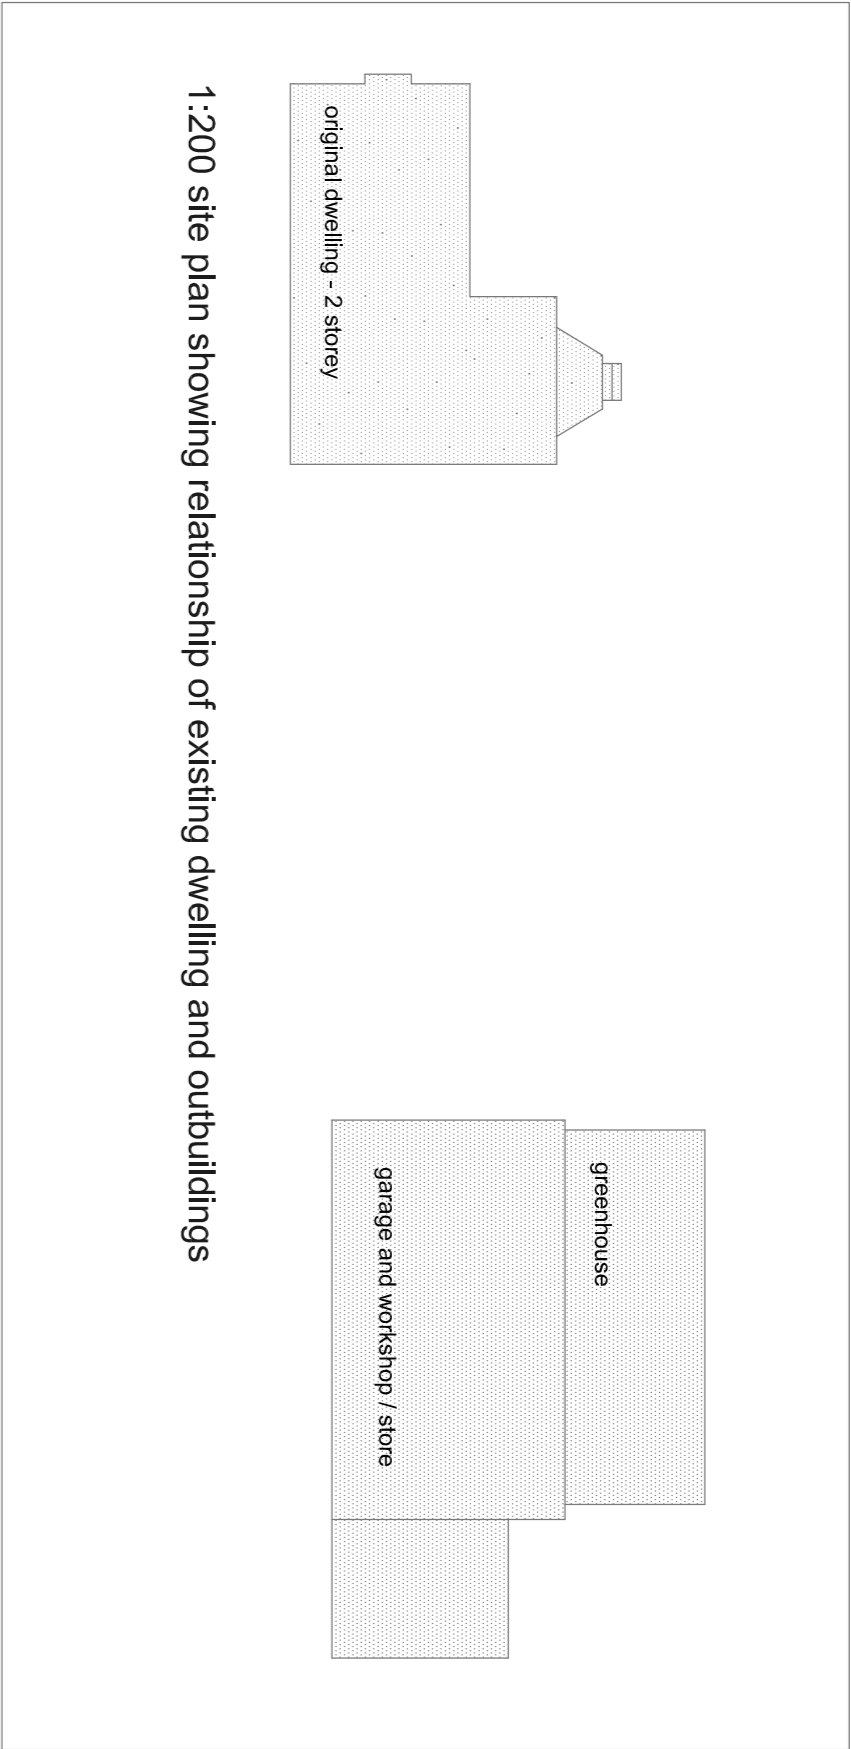 greenhouse
original dwelling - 2 storey
garage and workshop / store
1:200 site plan showing relationship of existing dwelling and outbuildings